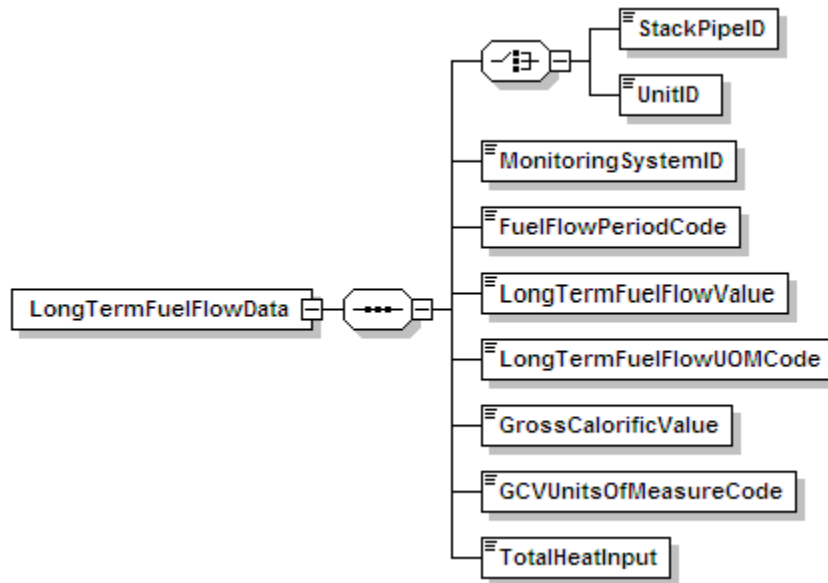 StackPipeID
UnitID
MonitoringSystemID
FuelFlowPeriodCode
LongTermFuelFlowData
LongTermFuelFlowValue
LongTermFuelFlowUOMCode
GrossCalorificValue
GCVUnitsOfMeasureCode
TotalHeatInput